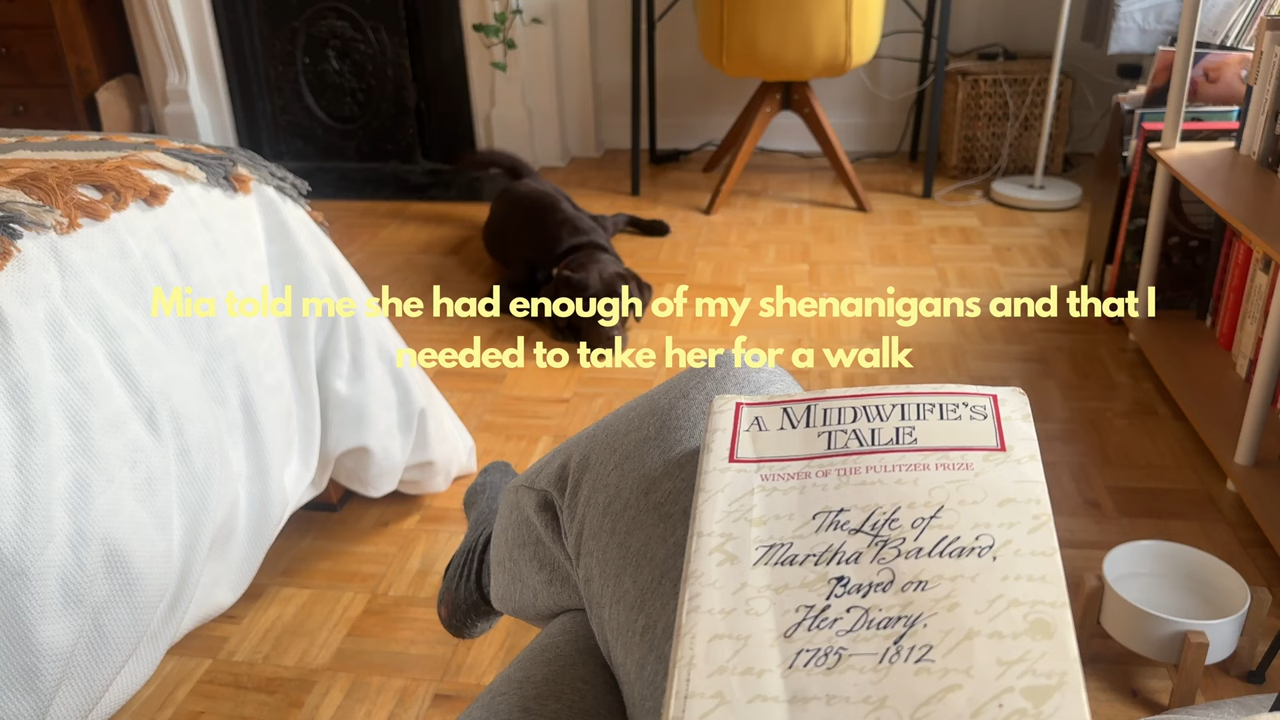 Mia told me she had enough of my shenanigans and that I
needed to take her for a walk
A MIDWIFE'S
TALE
WINNER OF THE PULITZER PRIZE
The Life of
Martha Ballard,
Based on
Her Diary,
1785—1812